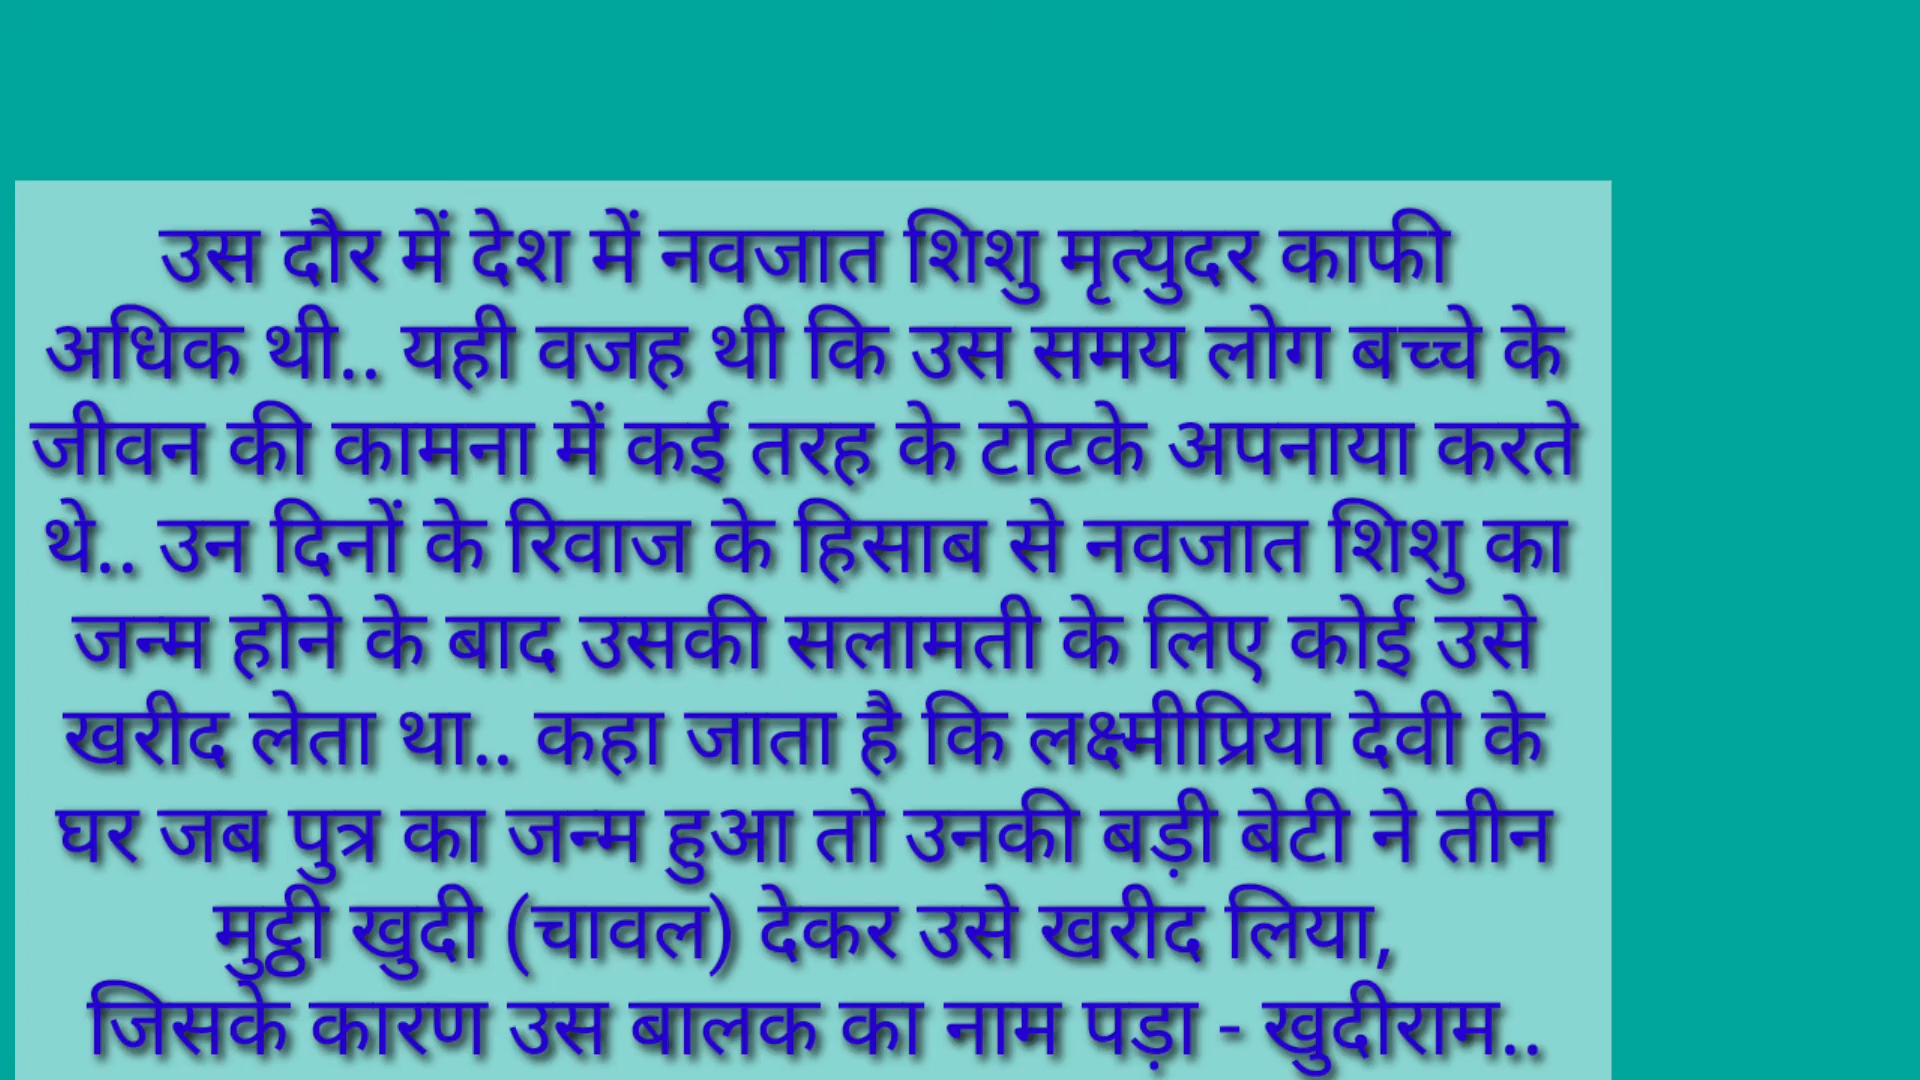 उस दौर में देश में नवजात शिशु मृत्युदर काफी
अधिक थी.. यही वजह थी कि उस समय लोग बच्चे के
जीवन की कामना में कई तरह के टोटके अपनाया करते
थे.. उन दिनों के रिवाज के हिसाब से नवजात शिशु का
जन्म होने के बाद उसकी सलामती के लिए कोई उसे
खरीद लेता था.. कहा जाता है कि लक्ष्मीप्रिया देवी के
घर जब पुत्र का जन्म हुआ तो उनकी बड़ी बेटी ने तीन
मुट्ठी खुदी (चावल) देकर उसे खरीद लिया,
जिसके कारण उस बालक का नाम पड़ा - खुदीराम..